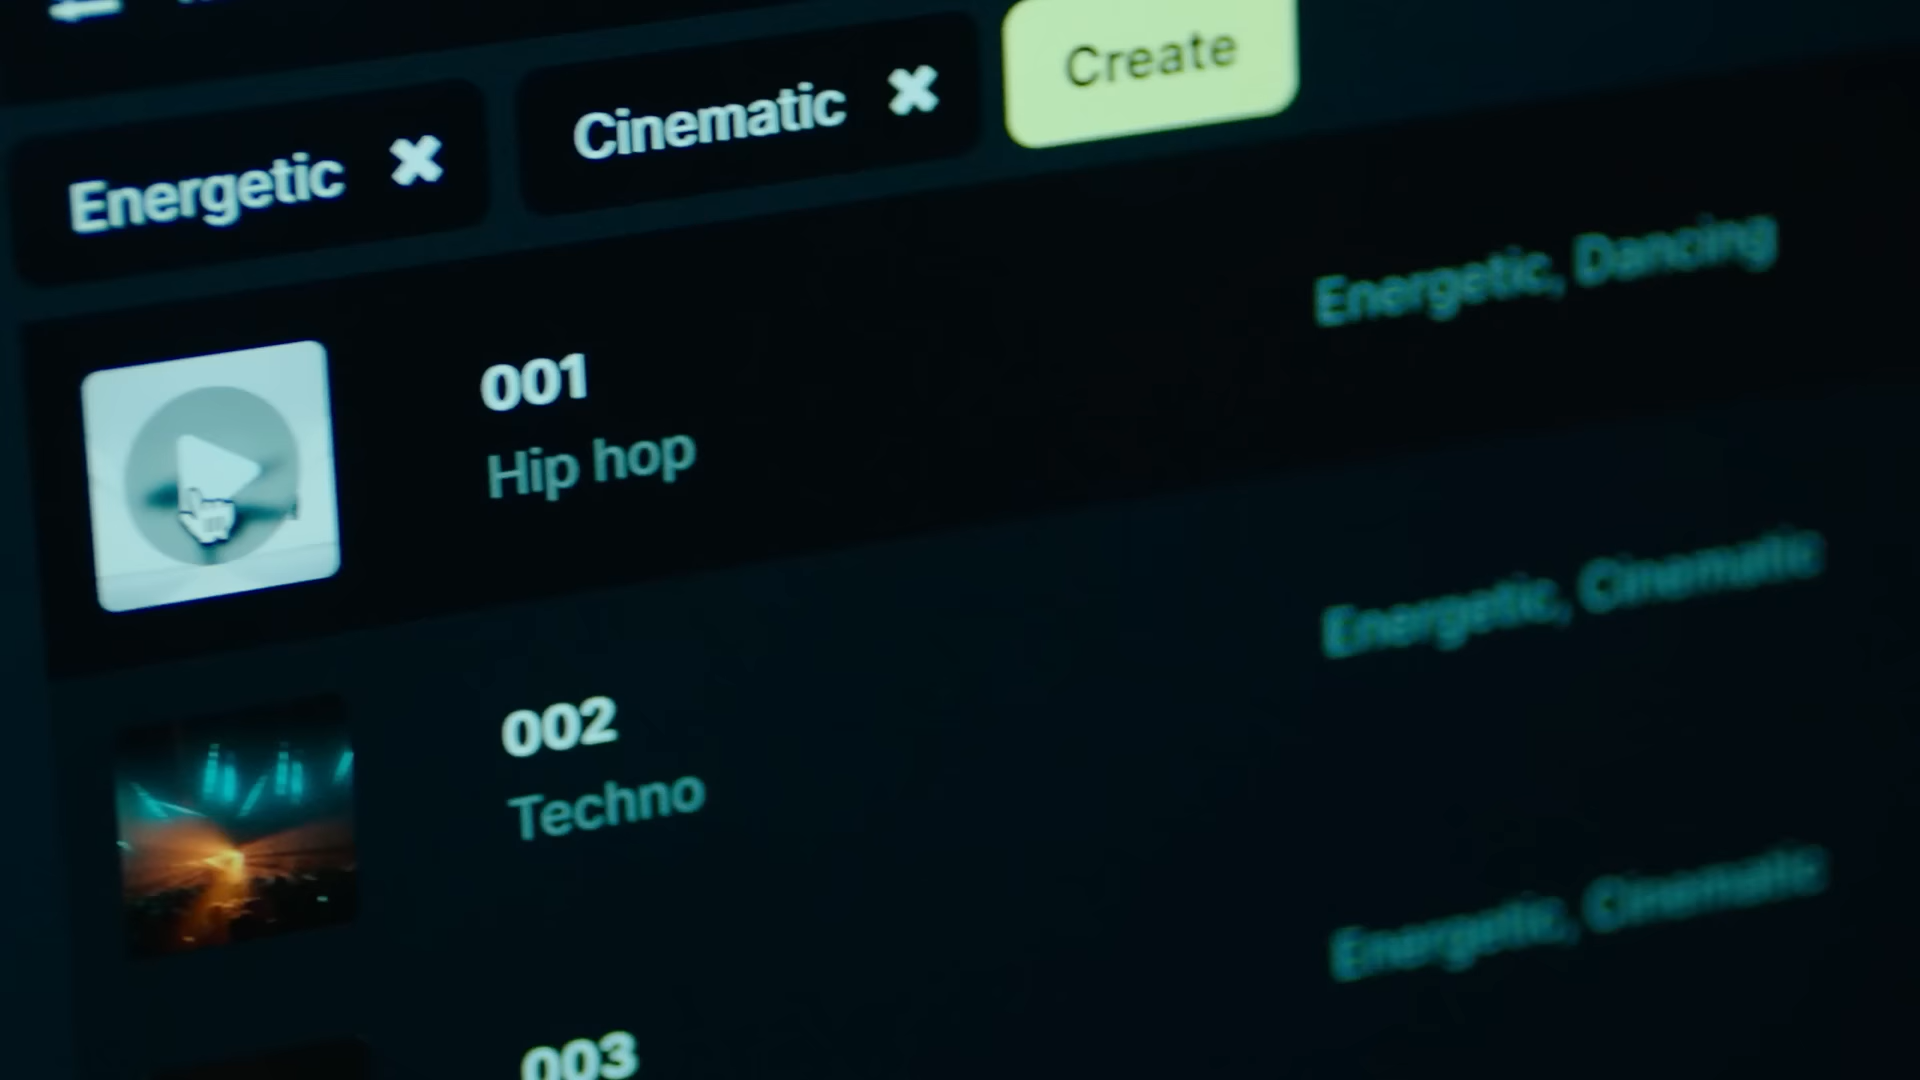 Energetic
Cinematic
Create
001
Hip hop
Energetic, Dancing
002
Techno
Energetic, Cinematic
003
Energetic, Cinematic